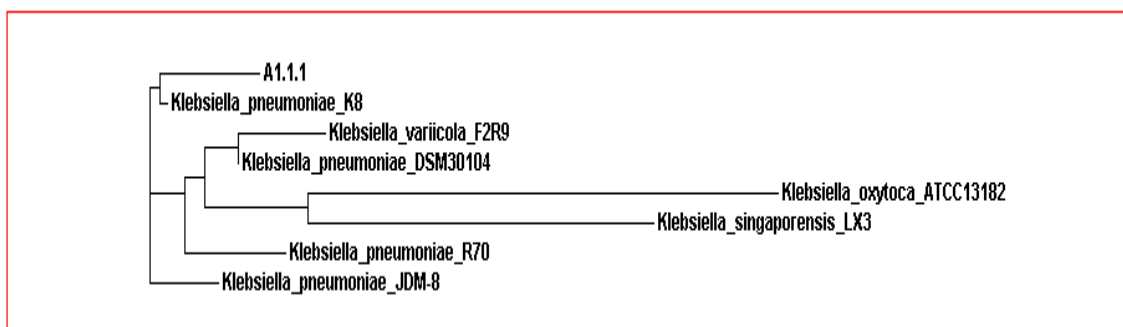 A1.1.1
Klebsiella_pneumoniae_K8
Klebsiella_variicola_F2R9
Klebsiella_pneumoniae_DSM30104
Klebsiella_oxytoca_ATCC13182
Klebsiella_singaporensis_LX3
Klebsiella_pneumoniae_R70
Klebsiella_pneumoniae_JDM-8